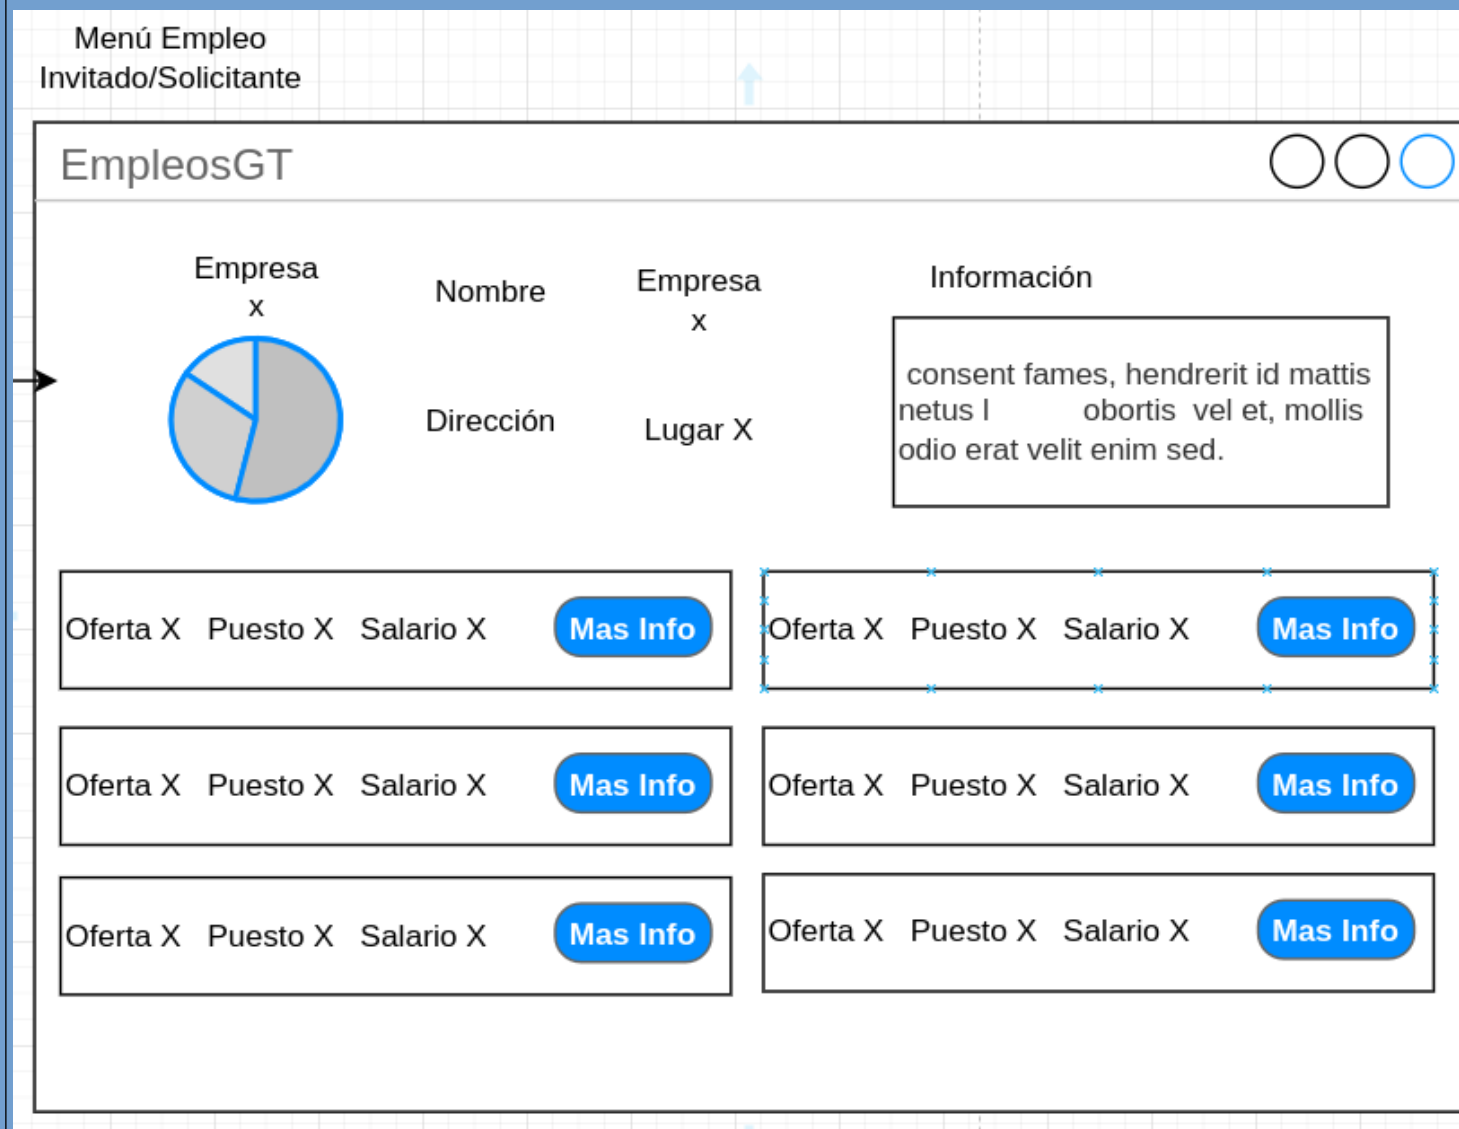 Menú Empleo
Invitado/Solicitante
EmpleosGT
Empresa
x
Nombre
Empresa
x
Dirección
Lugar X
Información
consent fames, hendrerit id mattis
netus l obortis vel et, mollis
odio erat velit enim sed.
Oferta X Puesto X Salario X Mas Info
Oferta X Puesto X Salario X Mas Info
Oferta X Puesto X Salario X Mas Info
Oferta X Puesto X Salario X Mas Info
Oferta X Puesto X Salario X Mas Info
Oferta X Puesto X Salario X Mas Info